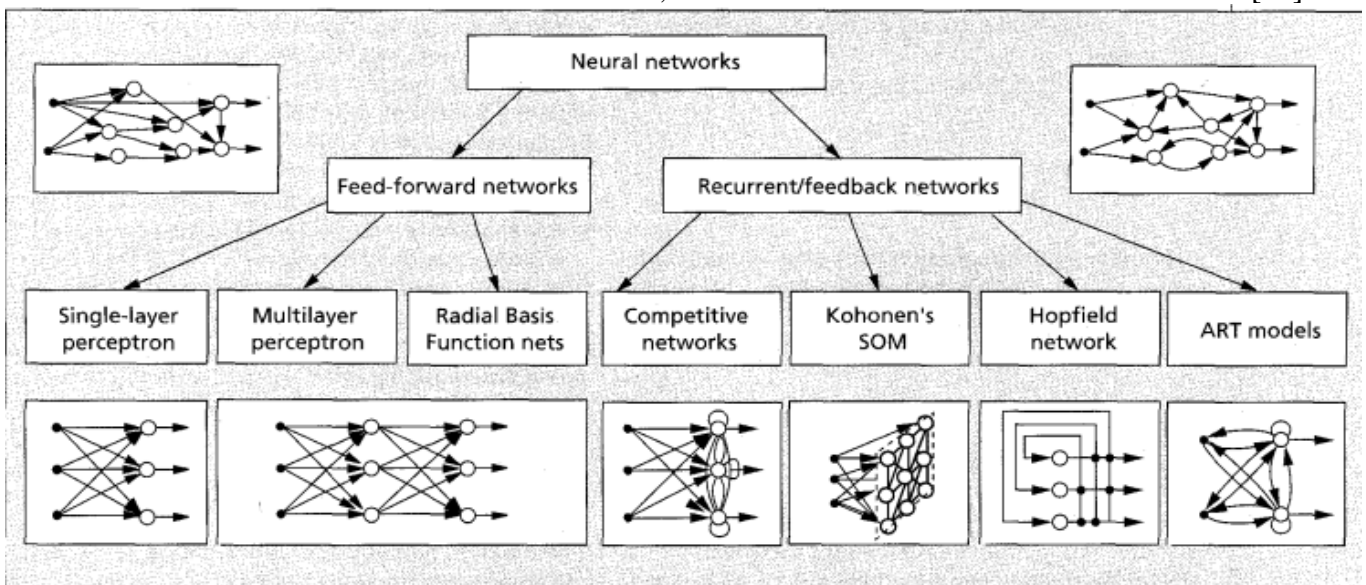 Neural networks
Feed-forward networks
Recurrent/feedback networks
Single-layer
perceptron
Multilayer
perceptron
Radial Basis
Function nets
Competitive
networks
Kohonen's
SOM
Hopfield
network
ART models